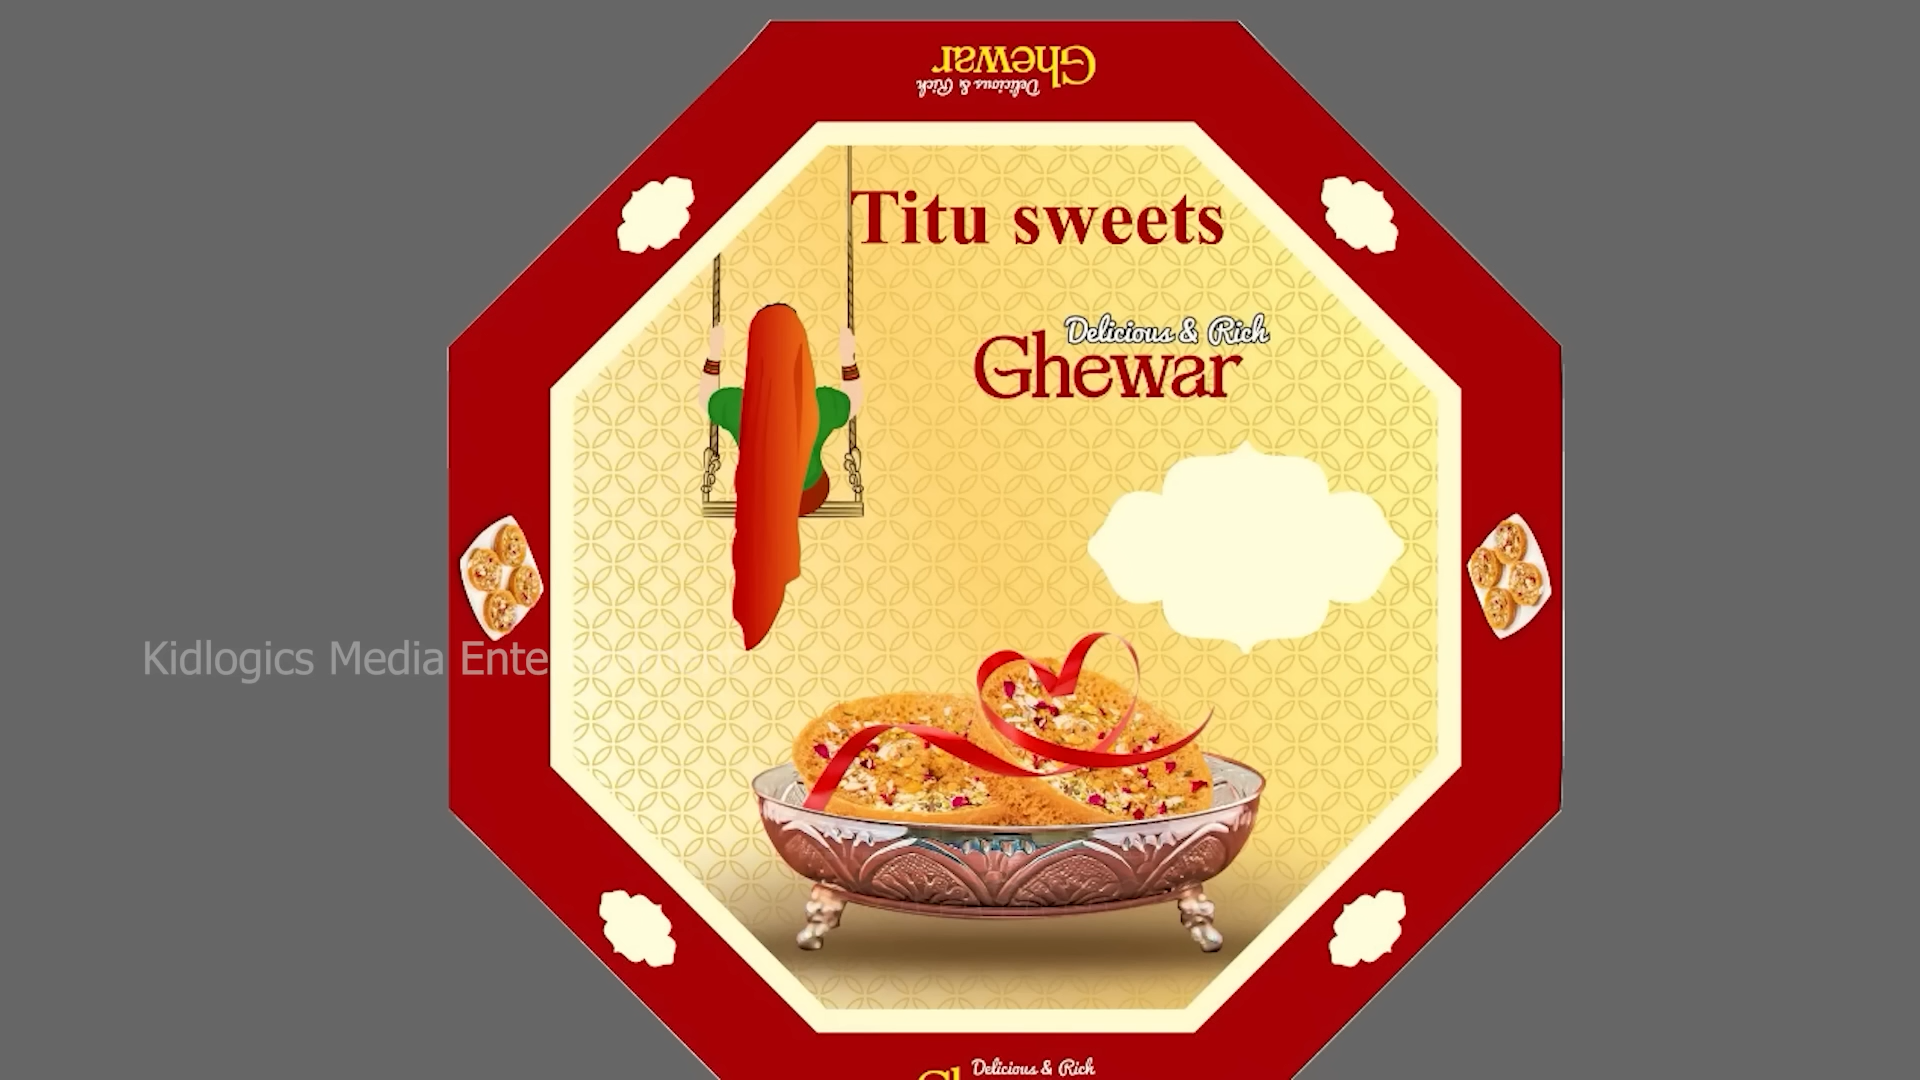 Ghewar
Delicious & Rich
Titu sweets
Delicious & Rich
Ghewar
Kidlogics Media Ente
Delicious & Rich